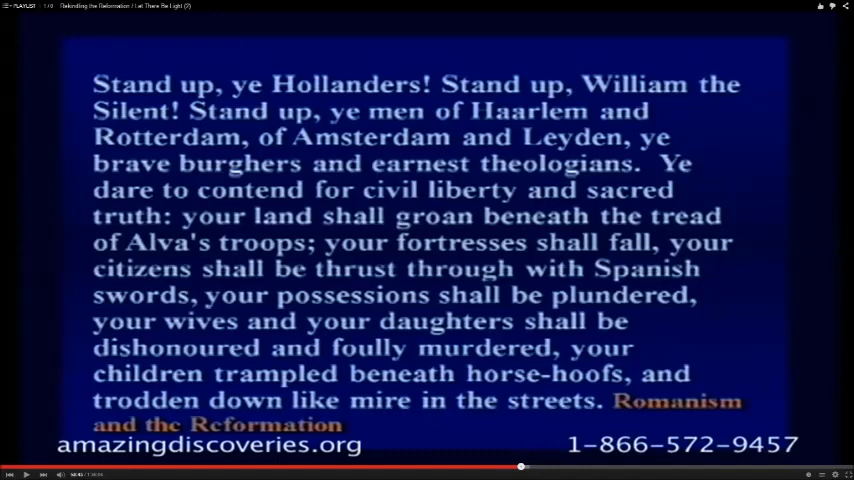 PLAYLIST
Rekindling the Reformation / Let There Be Light (2)
Stand up, ye Hollanders! Stand up, William the
Silent! Stand up, ye men of Haarlem and
Rotterdam, of Amsterdam and Leyden, ye
brave burghers and earnest theologians. Ye
dare to contend for civil liberty and sacred
truth: your land shall groan beneath the tread
of Alva's troops; your fortresses shall fall, your
citizens shall be thrust through with Spanish
swords, your possessions shall be plundered,
your wives and your daughters shall be
dishonoured and foully murdered, your
children trampled beneath horse-hoofs, and
trodden down like mire in the streets. Romanism
and the Reformation
amazingdiscoveries.org 1-866-572-9457